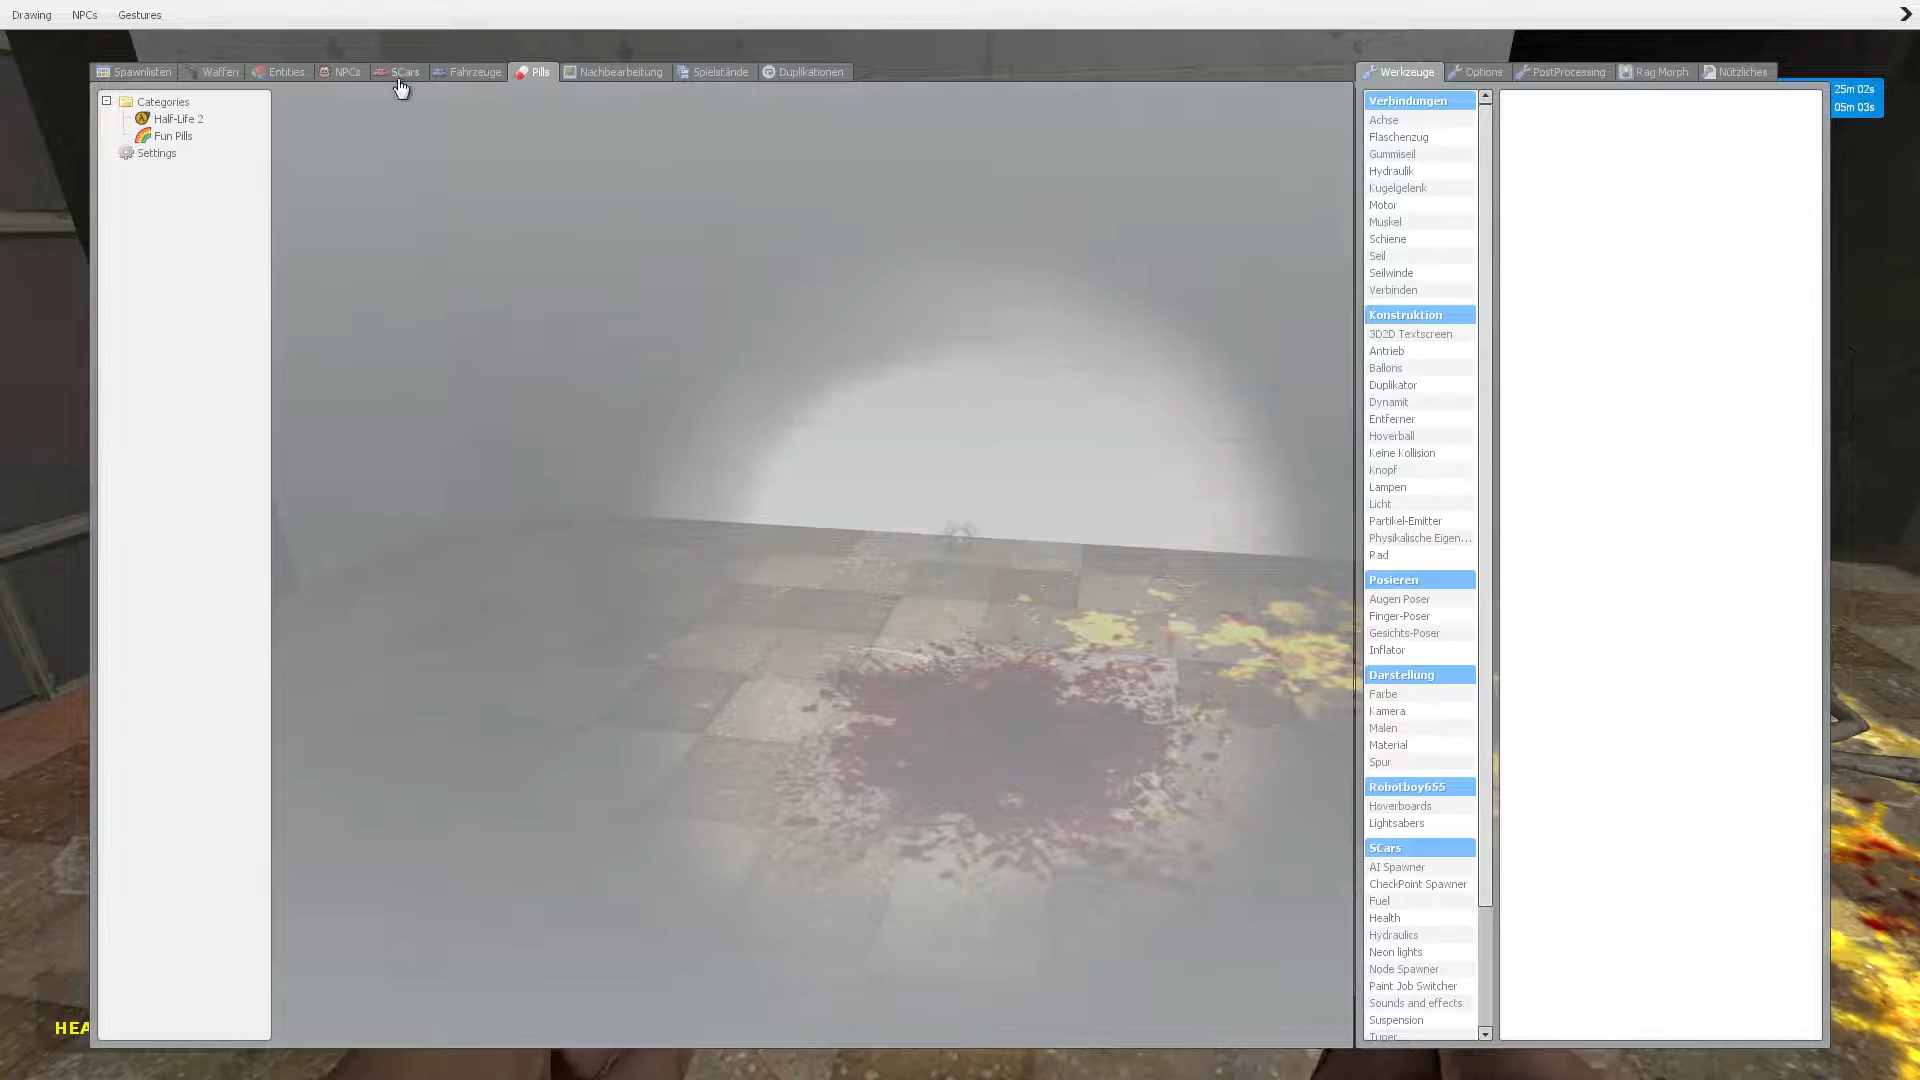 Drawing NPCs Gestures
Spawnlisten Waffen Entities NPCs SCars Fahrzeuge Pills Nachbearbeitung Spielstände Duplikationen
Werkzeuge Options PostProcessing Rag Morph Nützliches
25m 02s
05m 03s
Categories
Half-Life 2
Fun Pills
Settings
Verbindungen
Achse
Flaschenzug
Gummiseil
Hydraulik
Kugelgelenk
Motor
Muskel
Schiene
Seil
Seilwinde
Verbinden
Konstruktion
3D2D Textscreen
Antrieb
Ballons
Duplikator
Dynamit
Entferner
Hoverball
Keine Kollision
Knopf
Lampen
Licht
Partikel-Emitter
Physikalische Eigen...
Rad
Posieren
Augen Poser
Finger-Poser
Gesichts-Poser
Inflator
Darstellung
Farbe
Kamera
Malen
Material
Spur
Robotboy655
Hoverboards
Lightsabers
SCars
AI Spawner
CheckPoint Spawner
Fuel
Health
Hydraulics
Neon lights
Node Spawner
Paint Job Switcher
Sounds and effects
Suspension
Tuner
HEA